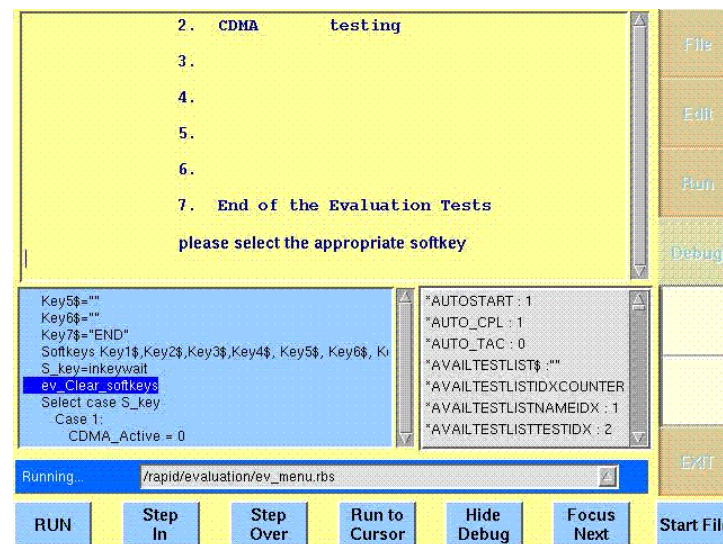 2. CDMA testing
3.
4.
5.
6.
7. End of the Evaluation Tests
please select the appropriate softkey
File
Edit
Run
Debug
EXIT
Key5$=""
Key6$=""
Key7$="END"
Softkeys Key1$,Key2$,Key3$,Key4$, Key5$, Key6$, K
S_key=inkeywait
ev_Clear_softkeys
Select case S_key
Case 1:
CDMA_Active = 0
*AUTOSTART : 1
*AUTO_CPL : 1
*AUTO_TAC : 0
*AVAILTESTLIST$ :""
*AVAILTESTLISTIDXCOUNTER
*AVAILTESTLISTNAMEIDX : 1
*AVAILTESTLISTTESTIDX : 2
Running... /rapid/evaluation/ev_menu.rbs
RUN
Step In
Step Over
Run to Cursor
Hide Debug
Focus Next
Start Fil